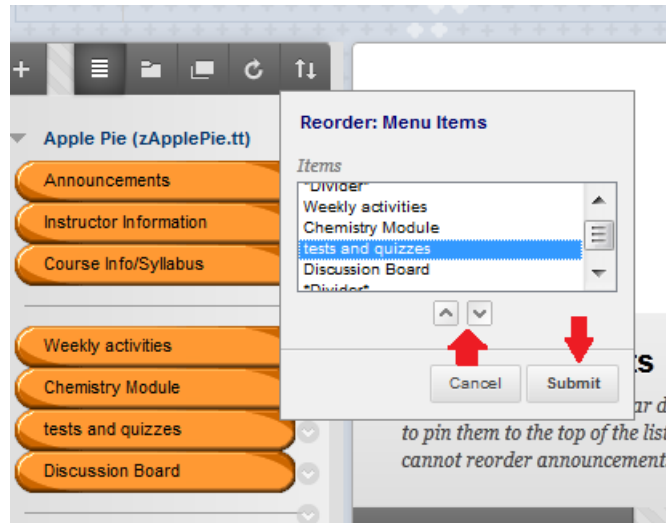 Apple Pie (zApplePie.tt)
Announcements
Instructor Information
Course Info/Syllabus
Weekly activities
Chemistry Module
tests and quizzes
Discussion Board
Reorder: Menu Items
Items
*Divider*
Weekly activities
Chemistry Module
tests and quizzes
Discussion Board
*Divider*
Cancel
Submit
to pin them to the top of the list
cannot reorder announcement